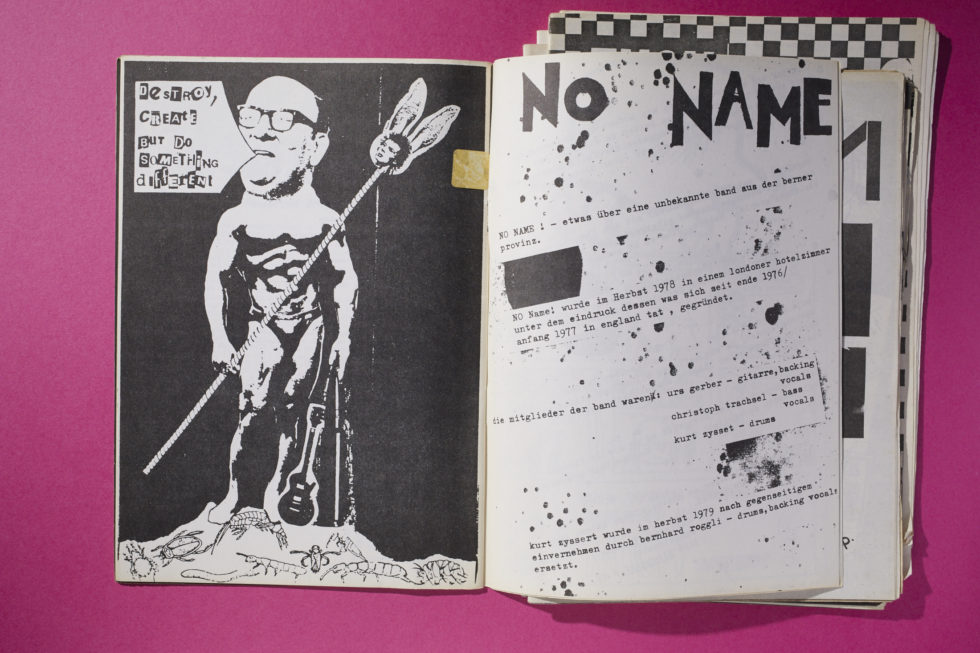 DESTROY,
CREATE
BUT DO
SOMETHING
diffERENt
NO NAME
NO NAME ! - etwas über eine unbekannte band aus der berner
provinz.
NO Name: wurde im Herbst 1978 in einem londoner hotelzimmer
unter dem eindruck dessen was sich seit ende 1976/
anfang 1977 in england tat , gegründet.
die mitglieder der band waren: urs gerber - gitarre,backing
vocals
christoph trachsel - bass
vocals
kurt zysset - drums
kurt zyssert wurde im herbst 1979 nach gegenseitigem
einvernehmen durch bernhard roggli - drums,backing vocals
ersetzt.